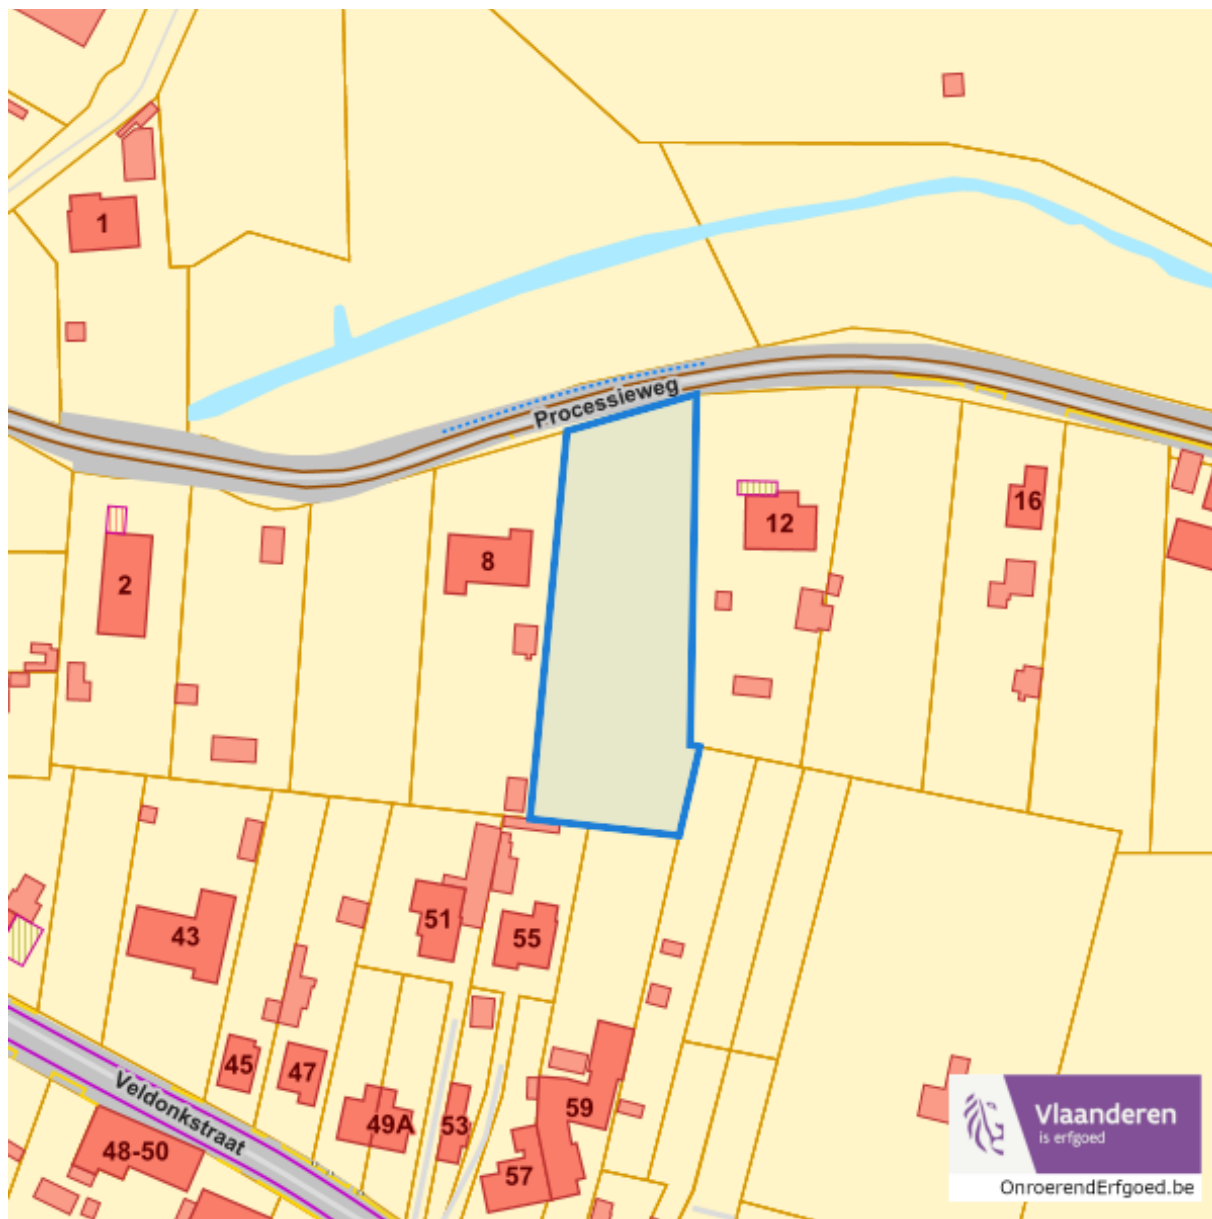 1
Processieweg
16
12
8
2
51
43
55
45
47
Veldonkstraat
49A
53
59
48-50
57
Vlaanderen
is erfgoed
OnroerendErfgoed.be